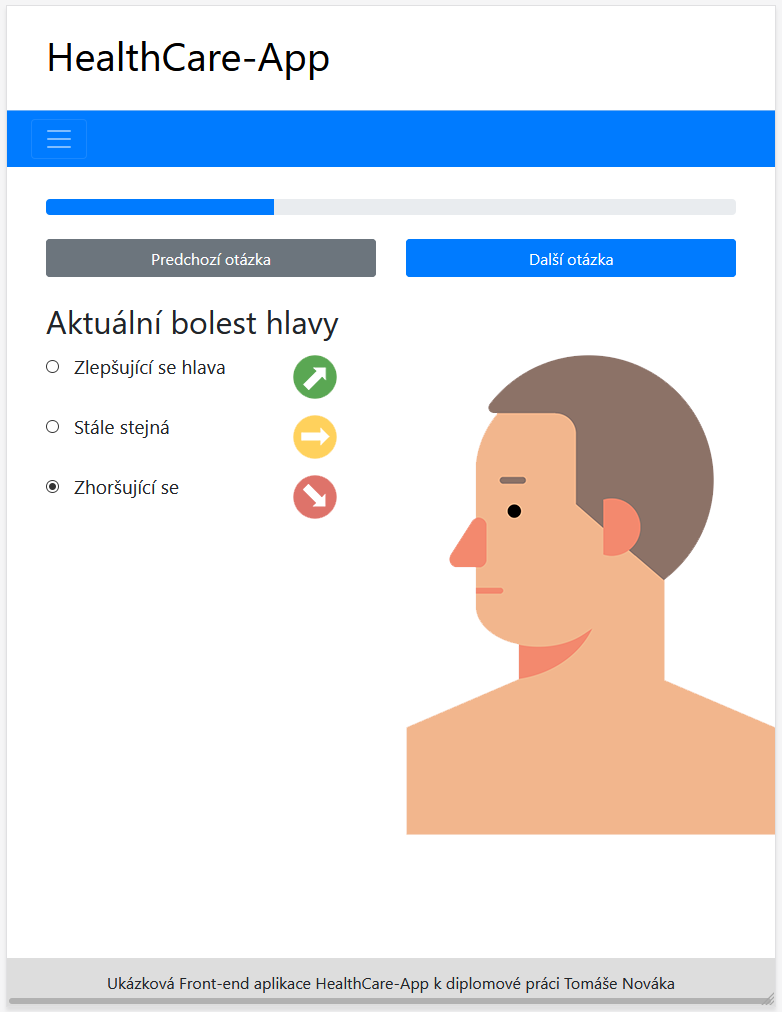 HealthCare-App
Predchozí otázka
Další otázka
Aktuální bolest hlavy
Zlepšující se hlava
Stále stejná
Zhoršující se
Ukázková Front-end aplikace HealthCare-App k diplomové práci Tomáše Nováka